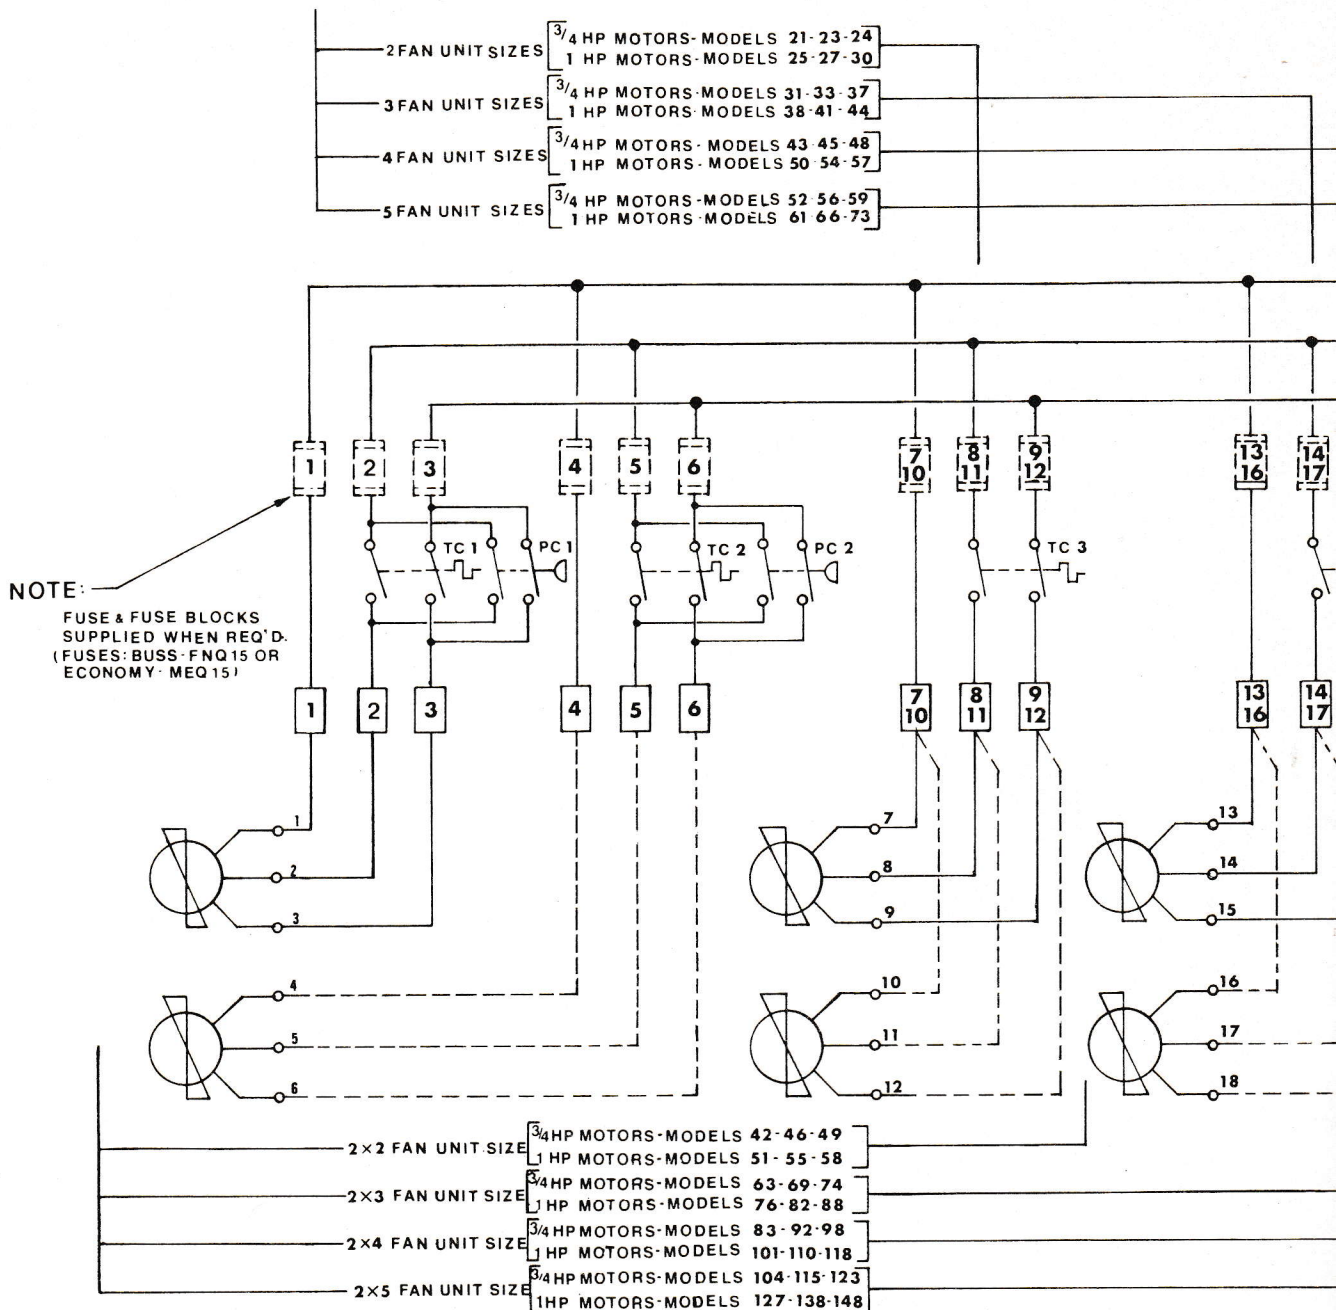 2 FAN UNIT SIZES
3/4 HP MOTORS-MODELS 21-23-24
1 HP MOTORS-MODELS 25-27-30
3 FAN UNIT SIZES
3/4 HP MOTORS-MODELS 31-33-37
1 HP MOTORS-MODELS 38-41-44
4 FAN UNIT SIZES
3/4 HP MOTORS-MODELS 43-45-48
1 HP MOTORS-MODELS 50-54-57
5 FAN UNIT SIZES
3/4 HP MOTORS-MODELS 52-56-59
1 HP MOTORS-MODELS 61-66-73
1 2 3 4 5 6 7 8 9 13 14
10 11 12 16 17
TC 1 PC 1 TC 2 PC 2 TC 3
NOTE:
FUSE & FUSE BLOCKS
SUPPLIED WHEN REQ'D.
(FUSES: BUSS-FNQ 15 OR
ECONOMY-MEQ 15)
1 2 3 4 5 6 7 8 9 13 14
10 11 12 16 17
1 7 13
2 8 14
3 9 15
4 10 16
5 11 17
6 12 18
2×2 FAN UNIT SIZE
3/4 HP MOTORS-MODELS 42-46-49
1 HP MOTORS-MODELS 51-55-58
2×3 FAN UNIT SIZE
3/4 HP MOTORS-MODELS 63-69-74
1 HP MOTORS-MODELS 76-82-88
2×4 FAN UNIT SIZE
3/4 HP MOTORS-MODELS 83-92-98
1 HP MOTORS-MODELS 101-110-118
2×5 FAN UNIT SIZE
3/4 HP MOTORS-MODELS 104-115-123
1 HP MOTORS-MODELS 127-138-148